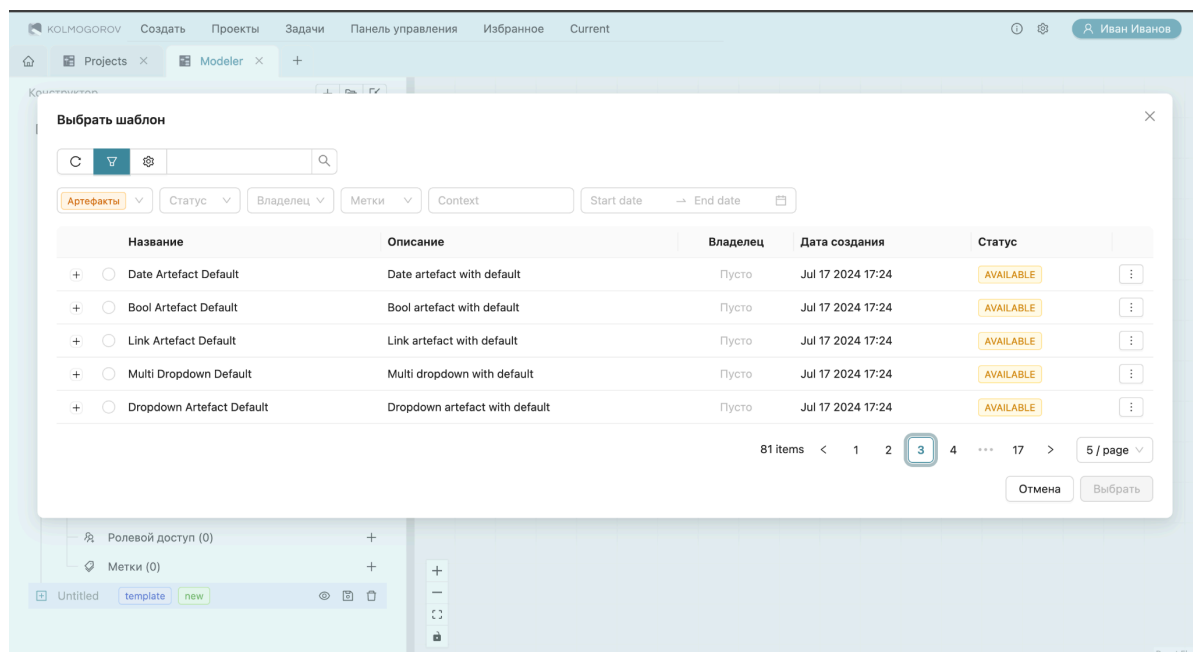 KOLMOGOROV Создать Проекты Задачи Панель управления Избранное Current Иван Иванов
Projects Modeler
Конструктор
Выбрать шаблон
Артефакты Статус Владелец Метки Context Start date → End date
Название Описание Владелец Дата создания Статус
Date Artefact Default Date artefact with default Пусто Jul 17 2024 17:24 AVAILABLE
Bool Artefact Default Bool artefact with default Пусто Jul 17 2024 17:24 AVAILABLE
Link Artefact Default Link artefact with default Пусто Jul 17 2024 17:24 AVAILABLE
Multi Dropdown Default Multi dropdown with default Пусто Jul 17 2024 17:24 AVAILABLE
Dropdown Artefact Default Dropdown artefact with default Пусто Jul 17 2024 17:24 AVAILABLE
81 items < 1 2 3 4 ••• 17 > 5 / page
Отмена Выбрать
Ролевой доступ (0)
Метки (0)
Untitled template new